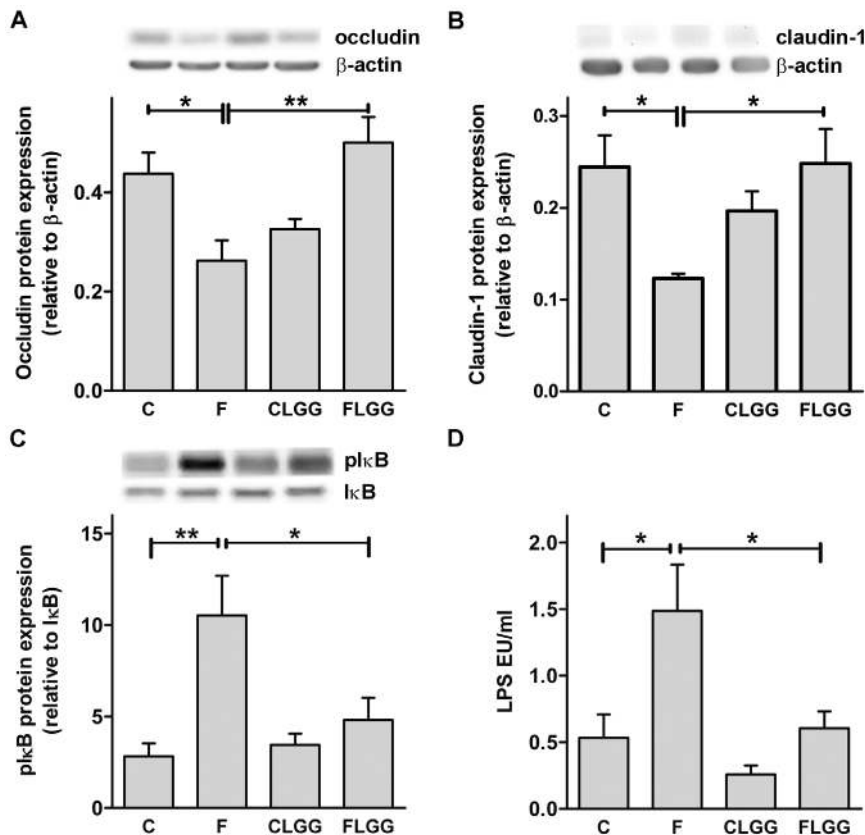 A
occludin
β-actin
* **
Occludin protein expression
(relative to β-actin)
0.4
0.2
0.0
C F CLGG FLGG
B
claudin-1
β-actin
* *
Claudin-1 protein expression
(relative to β-actin)
0.3
0.2
0.1
0.0
C F CLGG FLGG
C
pIκB
IκB
** *
pIκB protein expression
(relative to IκB)
15
10
5
0
C F CLGG FLGG
D
* *
LPS EU/ml
2.0
1.5
1.0
0.5
0.0
C F CLGG FLGG